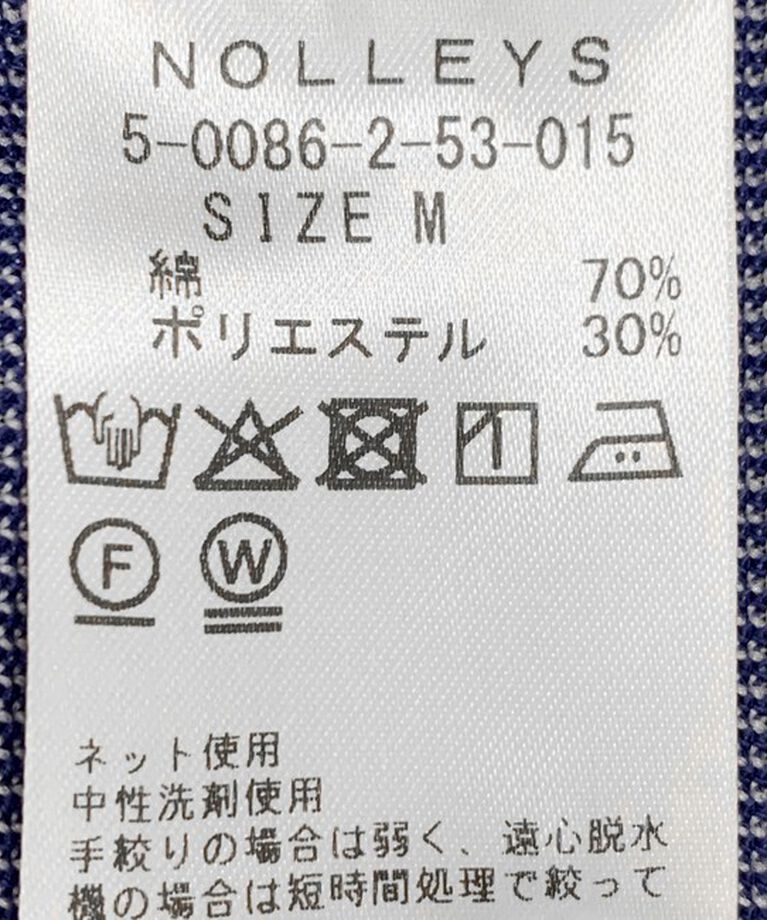 NOLLEYS
5-0086-2-53-015
SIZE M
綿 70%
ポリエステル 30%
F W
ネット使用
中性洗剤使用
手絞りの場合は弱く、遠心脱水
機の場合は短時間処理で絞って